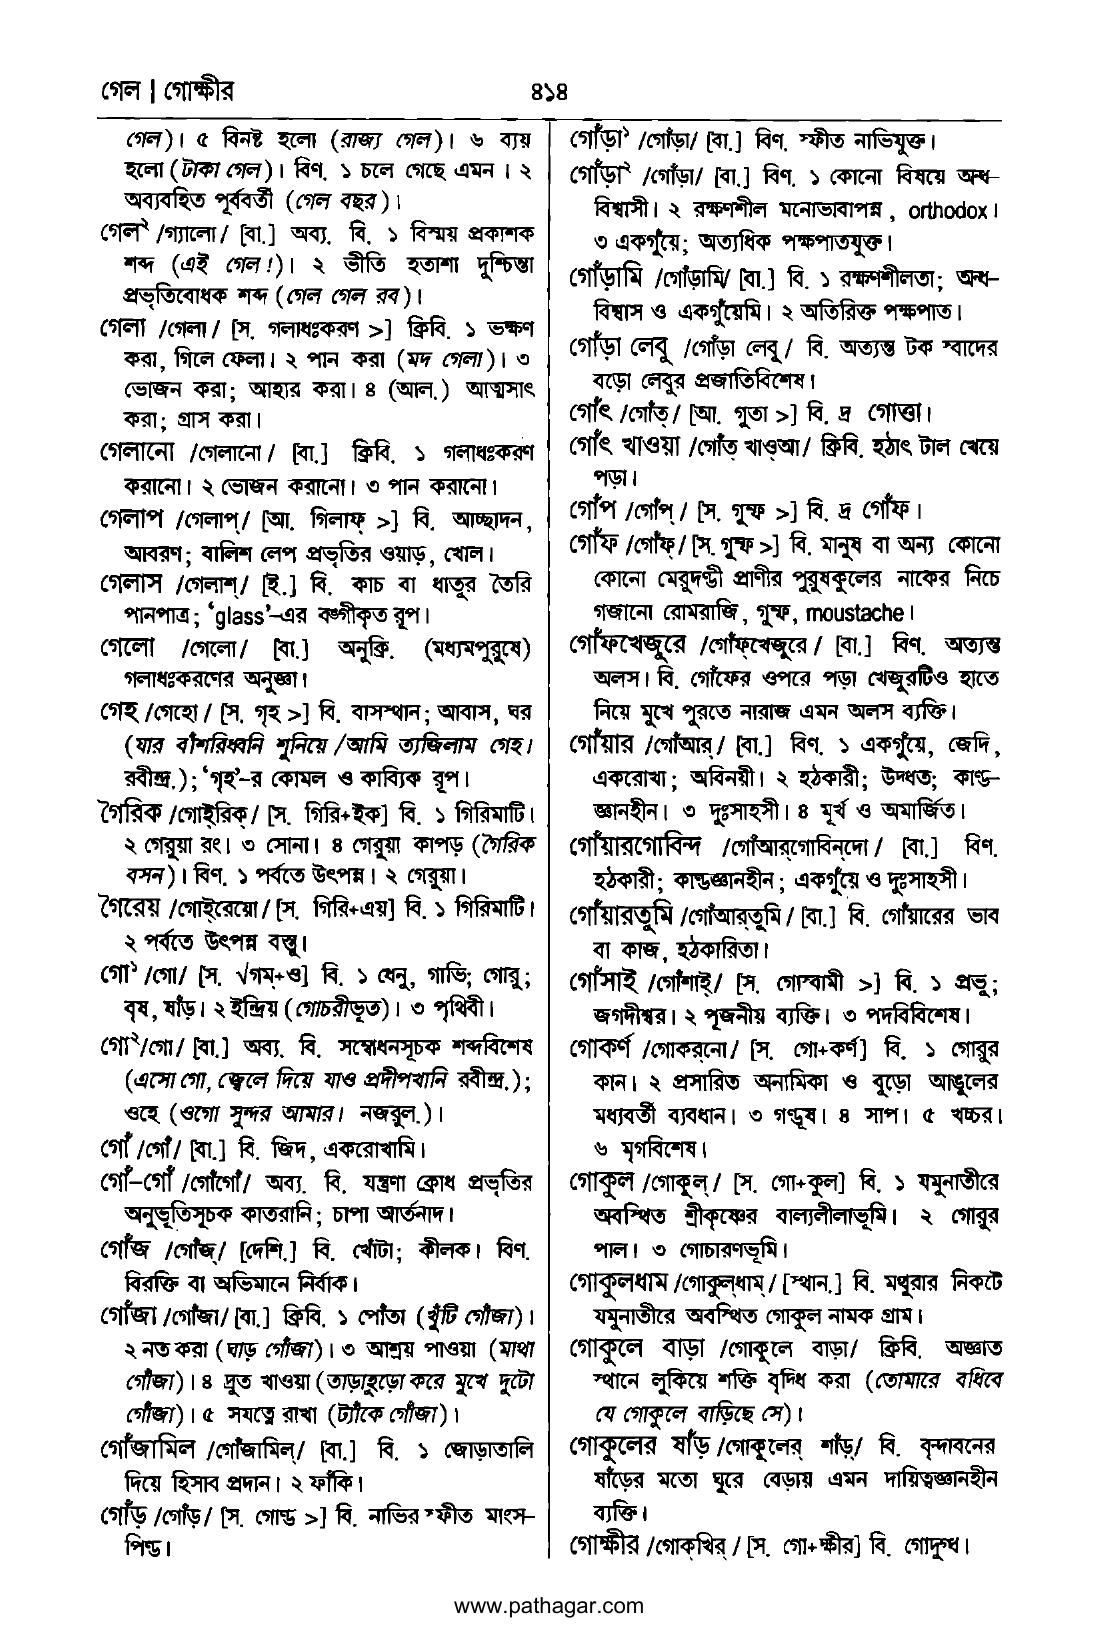 গেল | গোক্ষীর
৪১৪
গেল)। ৫ বিনষ্ট হলো (রাজ্য গেল)। ৬ ব্যয়
হলো (টাকা গেল)। বিণ. ১ চলে গেছে এমন। ২
অব্যবহিত পূর্ববর্তী (গেল বছর)।
গেল২ /গ্যালো/ [বা.] অব্য. বি. ১ বিস্ময় প্রকাশক
শব্দ (এই গেল!)। ২ ভীতি হতাশা দুশ্চিন্তা
প্রভৃতিবোধক শব্দ (গেল গেল রব)।
গেলা /গেলা/ [স. গলাধঃকরণ >] ক্রিবি. ১ ভক্ষণ
করা, গিলে ফেলা। ২ পান করা (মদ গেলা)। ৩
ভোজন করা; আহার করা। ৪ (আল.) আত্মসাৎ
করা; গ্রাস করা।
গেলানো /গেলানো/ [বা.] ক্রিবি. ১ গলাধঃকরণ
করানো। ২ ভোজন করানো। ৩ পান করানো।
গেলাপ /গেলাপ্/ [আ. গিলাফ্ >] বি. আচ্ছাদন,
আবরণ; বালিশ লেপ প্রভৃতির ওয়াড়, খোল।
গেলাস /গেলাশ্/ [ই.] বি. কাচ বা ধাতুর তৈরি
পানপাত্র; ‘glass’-এর বঙ্গীকৃত রূপ।
গেলো /গেলো/ [বা.] অনুক্রি. (মধ্যমপুরুষে)
গলাধঃকরণের অনুজ্ঞা।
গেহ /গেহো/ [স. গৃহ >] বি. বাসস্থান; আবাস, ঘর
(যার বাঁশরিধ্বনি শুনিয়ে/আমি ত্যজিলাম গেহ।
রবীন্দ্র.); ‘গৃহ’-র কোমল ও কাব্যিক রূপ।
গৈরিক /গোই্‌রিক্/ [স. গিরি+ইক] বি. ১ গিরিমাটি।
২ গেরুয়া রং। ৩ সোনা। ৪ গেরুয়া কাপড় (গৈরিক
বসন)। বিণ. ১ পর্বতে উৎপন্ন। ২ গেরুয়া।
গৈরেয় /গোই্‌রেয়ো/ [স. গিরি+এয়] বি. ১ গিরিমাটি।
২ পর্বতে উৎপন্ন বস্তু।
গো১ /গো/ [স. √গম্+ও] বি. ১ ধেনু, গাভি; গোরু;
বৃষ, ষাঁড়। ২ ইন্দ্রিয় (গোচরীভূত)। ৩ পৃথিবী।
গো২/গো/ [বা.] অব্য. বি. সম্বোধনসূচক শব্দবিশেষ
(এসো গো, জ্বেলে দিয়ে যাও প্রদীপখানি রবীন্দ্র.);
ওহে (ওগো সুন্দর আমার। নজরুল.)।
গোঁ /গোঁ/ [বা.] বি. জিদ, একরোখামি।
গোঁ-গোঁ /গোঁগোঁ/ অব্য. বি. যন্ত্রণা ক্রোধ প্রভৃতির
অনুভূতিসূচক কাতরানি; চাপা আর্তনাদ।
গোঁজ /গোঁজ্/ [দেশি.] বি. খোঁটা; কীলক। বিণ.
বিরক্তি বা অভিমানে নির্বাক।
গোঁজা /গোঁজা/ [বা.] ক্রিবি. ১ পোঁতা (খুঁটি গোঁজা)।
২ নত করা (ঘাড় গোঁজা)। ৩ আশ্রয় পাওয়া (মাথা
গোঁজা)। ৪ দ্রুত খাওয়া (তাড়াহুড়ো করে মুখে দুটো
গোঁজা)। ৫ সযত্নে রাখা (ট্যাঁকে গোঁজা)।
গোঁজামিল /গোঁজামিল্/ [বা.] বি. ১ জোড়াতালি
দিয়ে হিসাব প্রদান। ২ ফাঁকি।
গোঁড় /গোঁড়্/ [স. গোন্ড >] বি. নাভির স্ফীত মাংস-
পিন্ড।
গোঁড়া১ /গোঁড়া/ [বা.] বিণ. স্ফীত নাভিযুক্ত।
গোঁড়া২ /গোঁড়া/ [বা.] বিণ. ১ কোনো বিষয়ে অন্ধ-
বিশ্বাসী। ২ রক্ষণশীল মনোভাবাপন্ন, orthodox।
৩ একগুঁয়ে; অত্যধিক পক্ষপাতযুক্ত।
গোঁড়ামি /গোঁড়ামি/ [বা.] বি. ১ রক্ষণশীলতা; অন্ধ-
বিশ্বাস ও একগুঁয়েমি। ২ অতিরিক্ত পক্ষপাত।
গোঁড়া লেবু /গোঁড়া লেবু/ বি. অত্যন্ত টক স্বাদের
বড়ো লেবুর প্রজাতিবিশেষ।
গোঁৎ /গোঁত্/ [আ. গুতা >] বি. দ্র গোত্তা।
গোঁৎ খাওয়া /গোঁত্ খাওআ/ ক্রিবি. হঠাৎ টাল খেয়ে
পড়া।
গোঁপ /গোঁপ্/ [স. গুম্ফ >] বি. দ্র গোঁফ।
গোঁফ /গোঁফ্/ [স. গুম্ফ >] বি. মানুষ বা অন্য কোনো
কোনো মেরুদণ্ডী প্রাণীর পুরুষকুলের নাকের নিচে
গজানো রোমরাজি, গুম্ফ, moustache।
গোঁফখেজুরে /গোঁফ্‌খেজুরে/ [বা.] বিণ. অত্যন্ত
অলস। বি. গোঁফের ওপরে পড়া খেজুরটিও হাতে
নিয়ে মুখে পুরতে নারাজ এমন অলস ব্যক্তি।
গোঁয়ার /গোঁআর্/ [বা.] বিণ. ১ একগুঁয়ে, জেদি,
একরোখা; অবিনয়ী। ২ হঠকারী; উদ্ধত; কাণ্ড-
জ্ঞানহীন। ৩ দুঃসাহসী। ৪ মূর্খ ও অমার্জিত।
গোঁয়ারগোবিন্দ /গোঁআর্‌গোবিন্‌দো/ [বা.] বিণ.
হঠকারী; কান্ডজ্ঞানহীন; একগুঁয়ে ও দুঃসাহসী।
গোঁয়ারতুমি /গোঁআর্‌তুমি/ [বা.] বি. গোঁয়ারের ভাব
বা কাজ, হঠকারিতা।
গোঁসাই /গোঁশাই্/ [স. গোস্বামী >] বি. ১ প্রভু;
জগদীশ্বর। ২ পূজনীয় ব্যক্তি। ৩ পদবিবিশেষ।
গোকর্ণ /গোকর্‌নো/ [স. গো+কর্ণ] বি. ১ গোরুর
কান। ২ প্রসারিত অনামিকা ও বুড়ো আঙুলের
মধ্যবর্তী ব্যবধান। ৩ গণ্ডূষ। ৪ সাপ। ৫ খচ্চর।
৬ মৃগবিশেষ।
গোকুল /গোকুল্/ [স. গো+কুল] বি. ১ যমুনাতীরে
অবস্থিত শ্রীকৃষ্ণের বাল্যলীলাভূমি। ২ গোরুর
পাল। ৩ গোচারণভূমি।
গোকুলধাম /গোকুল্‌ধাম্/ [স্থান.] বি. মথুরার নিকটে
যমুনাতীরে অবস্থিত গোকুল নামক গ্রাম।
গোকুলে বাড়া /গোকুলে বাড়া/ ক্রিবি. অজ্ঞাত
স্থানে লুকিয়ে শক্তি বৃদ্ধি করা (তোমারে বধিবে
যে গোকুলে বাড়িছে সে)।
গোকুলের ষাঁড় /গোকুলের্ শাঁড়্/ বি. বৃন্দাবনের
ষাঁড়ের মতো ঘুরে বেড়ায় এমন দায়িত্বজ্ঞানহীন
ব্যক্তি।
গোক্ষীর /গোক্‌খির্/ [স. গো+ক্ষীর] বি. গোদুগ্ধ।
www.pathagar.com